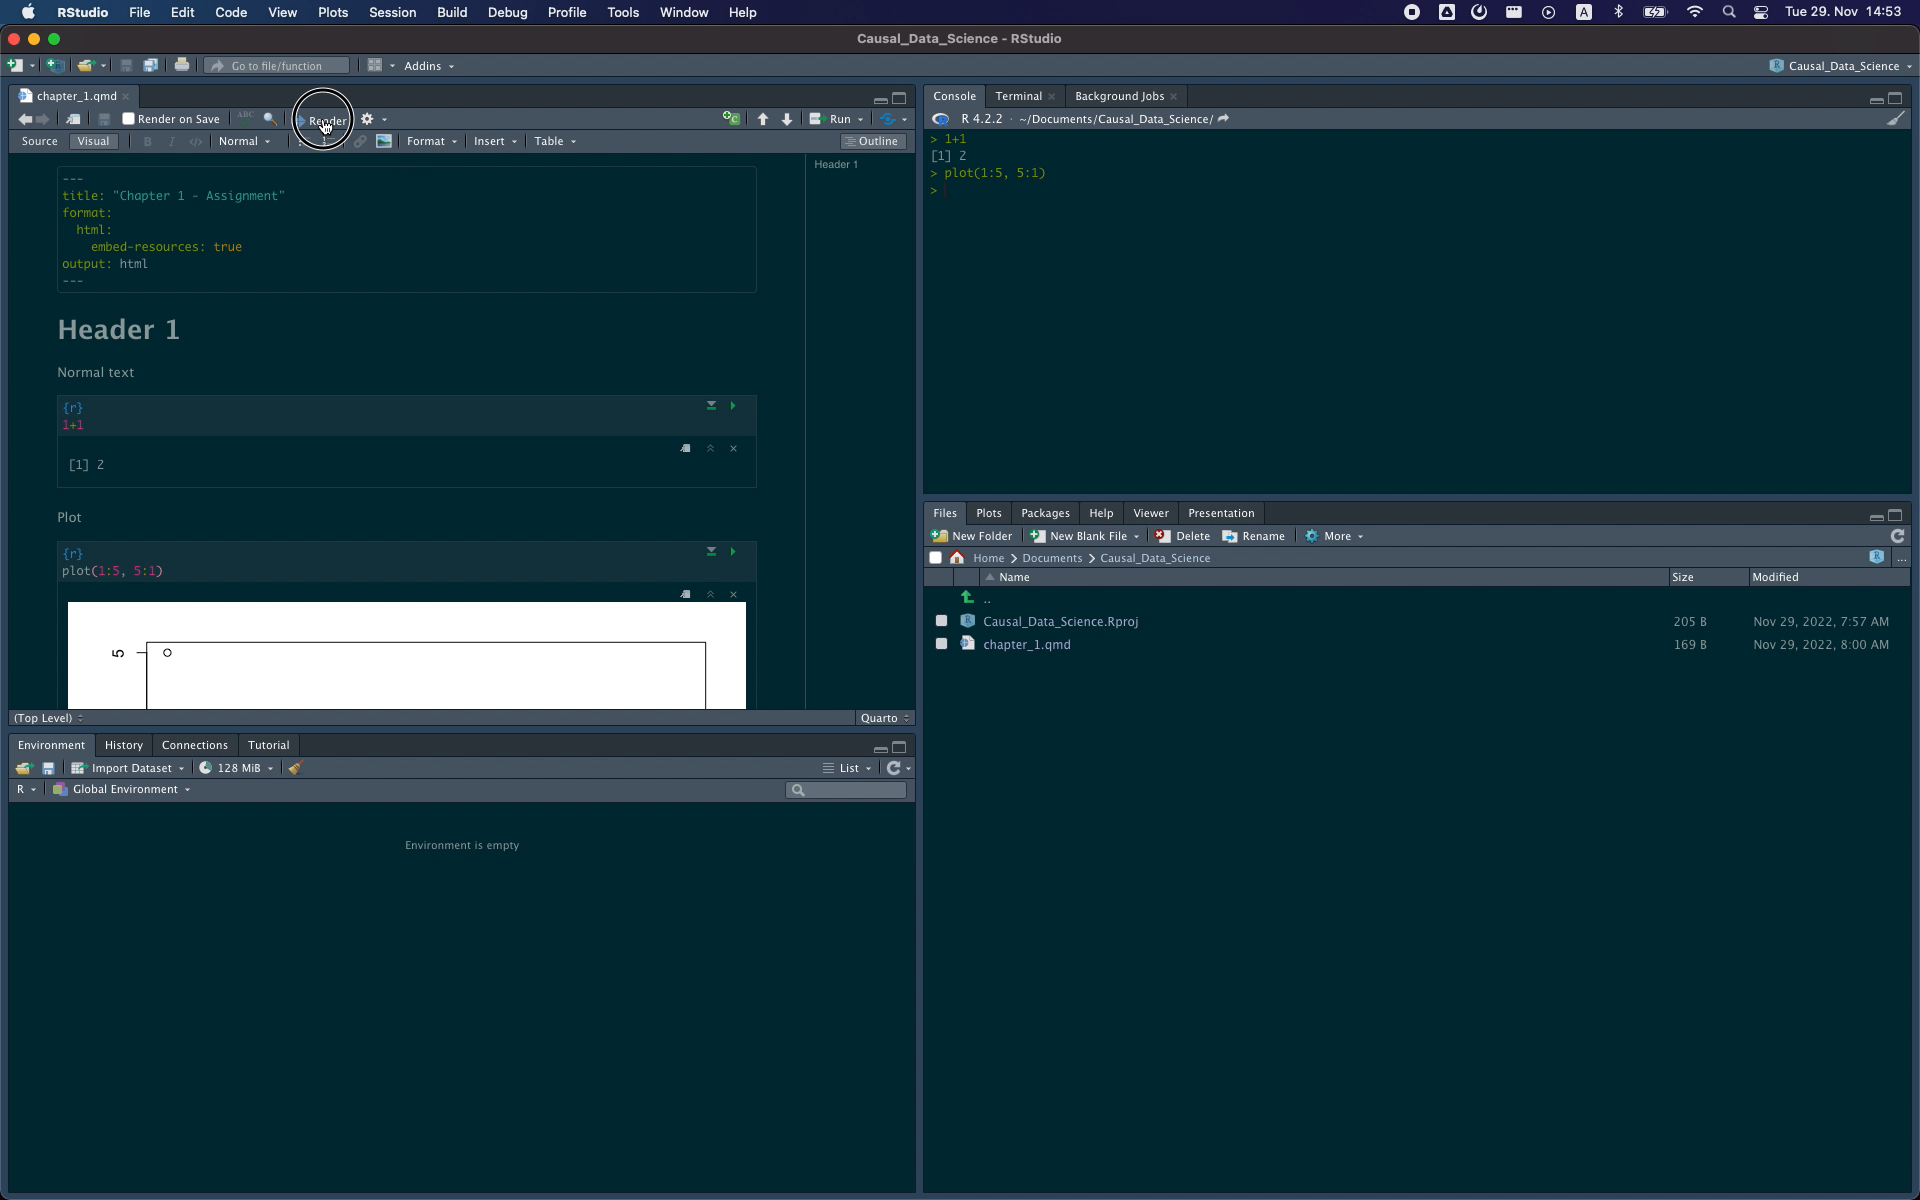 RStudio File Edit Code View Plots Session Build Debug Profile Tools Window Help
A
Tue 29. Nov 14:53
Causal_Data_Science - RStudio
Go to file/function
Addins
Causal_Data_Science
chapter_1.qmd
Render on Save
ABC
Render
Run
Source Visual
B I </> Normal
Format Insert Table
Outline
---
title: "Chapter 1 - Assignment"
format:
html:
embed-resources: true
output: html
---
Header 1
Header 1
Normal text
{r}
1+1
[1] 2
Plot
{r}
plot(1:5, 5:1)
5
(Top Level)
Quarto
Environment History Connections Tutorial
Import Dataset 128 MiB
List
R Global Environment
Environment is empty
Console Terminal Background Jobs
R 4.2.2 · ~/Documents/Causal_Data_Science/
> 1+1
[1] 2
> plot(1:5, 5:1)
>
Files Plots Packages Help Viewer Presentation
New Folder New Blank File Delete Rename More
Home > Documents > Causal_Data_Science
R ...
Name Size Modified
..
Causal_Data_Science.Rproj 205 B Nov 29, 2022, 7:57 AM
chapter_1.qmd 169 B Nov 29, 2022, 8:00 AM